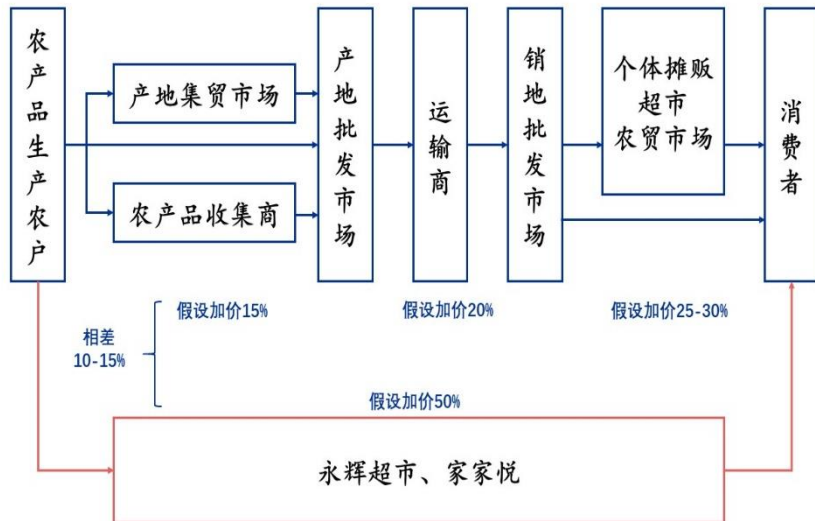 农产品生产农户
产地集贸市场
农产品收集商
产地批发市场
运输商
销地批发市场
个体摊贩
超市
农贸市场
消费者
假设加价15%
假设加价20%
假设加价25-30%
相差
10-15%
假设加价50%
永辉超市、家家悦